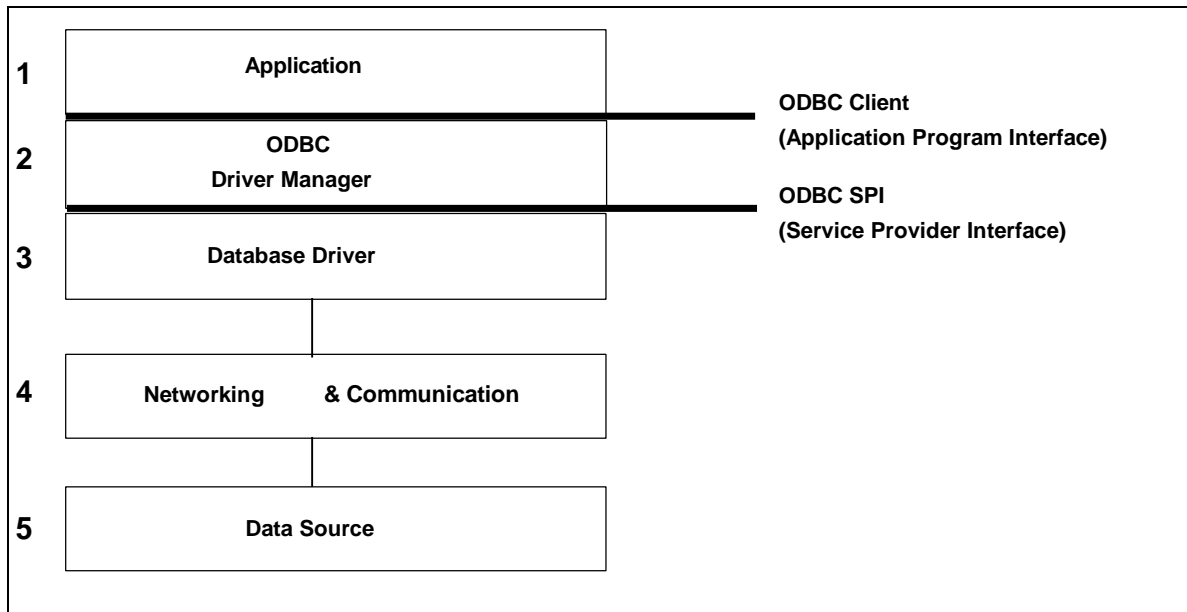 1
Application
ODBC Client
(Application Program Interface)
2
ODBC
Driver Manager
ODBC SPI
(Service Provider Interface)
3
Database Driver
4
Networking & Communication
5
Data Source